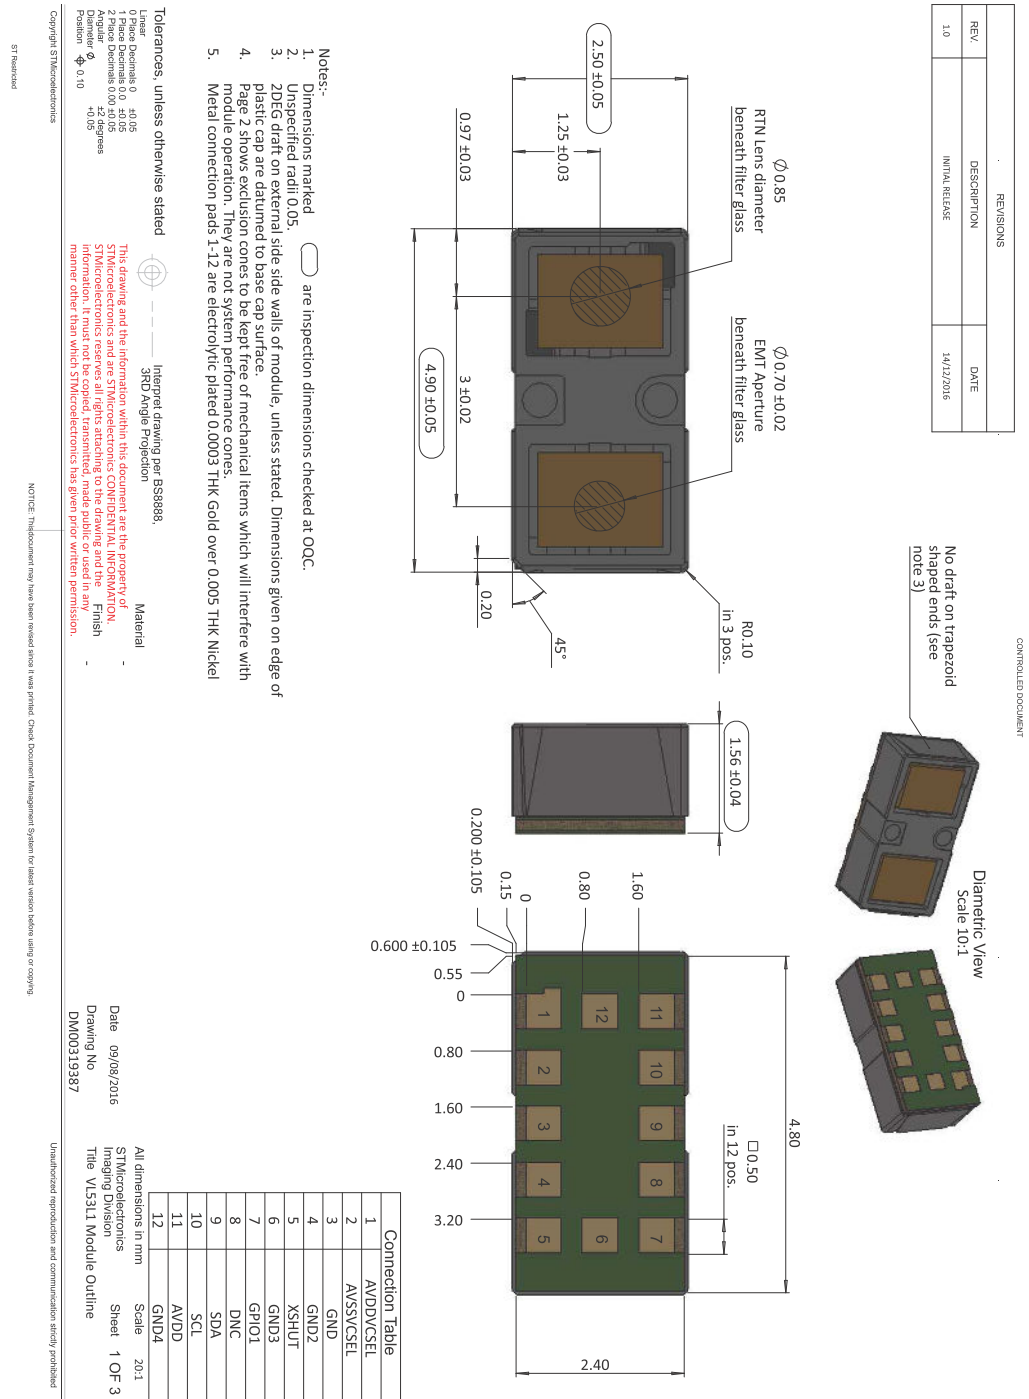 CONTROLLED DOCUMENT
REVISIONS
REV. DESCRIPTION DATE
1.0 INITIAL RELEASE 14/12/2016
Diametric View
Scale 10:1
No draft on trapezoid
shaped ends (see
note 3)
∅0.85
RTN Lens diameter
beneath filter glass
∅0.70 ±0.02
EMT Aperture
beneath filter glass
2.50 ±0.05
1.25 ±0.03
0.97 ±0.03
3 ±0.02
4.90 ±0.05
0.20
45°
R0.10
in 3 pos.
1.56 ±0.04
1.60
0.80
0
0.15
0.200 ±0.105
0.600 ±0.105
0.55
0
0.80
1.60
2.40
3.20
4.80
□0.50
in 12 pos.
2.40
11 10 9 8 7
12 6
1 2 3 4 5
Notes:-
1. Dimensions marked are inspection dimensions checked at OQC.
2. Unspecified radii 0.05.
3. 2DEG draft on external side side walls of module, unless stated. Dimensions given on edge of
plastic cap are datumed to base cap surface.
4. Page 2 shows exclusion cones to be kept free of mechanical items which will interfere with
module operation. They are not system performance cones.
5. Metal connection pads 1-12 are electrolytic plated 0.0003 THK Gold over 0.005 THK Nickel
Connection Table
1 AVDDVCSEL
2 AVSSVCSEL
3 GND
4 GND2
5 XSHUT
6 GND3
7 GPIO1
8 DNC
9 SDA
10 SCL
11 AVDD
12 GND4
Tolerances, unless otherwise stated
Linear
0 Place Decimals 0 ±0.05
1 Place Decimals 0.0 ±0.05
2 Place Decimals 0.00 ±0.05
Angular ±2 degrees
Diameter Ø +0.05
Position ⌖ 0.10
Interpret drawing per BS8888,
3RD Angle Projection
This drawing and the information within this document are the property of
STMicroelectronics and are STMicroelectronics CONFIDENTIAL INFORMATION.
STMicroelectronics reserves all rights attaching to the drawing and the
information. It must not be copied, transmitted, made public or used in any
manner other than which STMicroelectronics has given prior written permission.
Material
-
Finish
-
Date 09/08/2016
Drawing No
DM00319387
All dimensions in mm Scale 20:1
STMicroelectronics
Imaging Division Sheet 1 OF 3
Title VL53L1 Module Outline
Copyright STMicroelectronics
Unauthorized reproduction and communication strictly prohibited
NOTICE: Thisdocument may have been revised since it was printed. Check Document Management System for latest version before using or copying.
ST Restricted